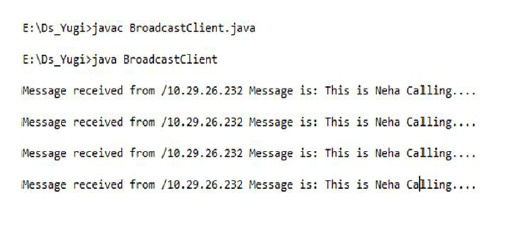 E:\Ds_Yugi>javac BroadcastClient.java
E:\Ds_Yugi>java BroadcastClient
Message received from /10.29.26.232 Message is: This is Neha Calling....
Message received from /10.29.26.232 Message is: This is Neha Calling....
Message received from /10.29.26.232 Message is: This is Neha Calling....
Message received from /10.29.26.232 Message is: This is Neha Calling....